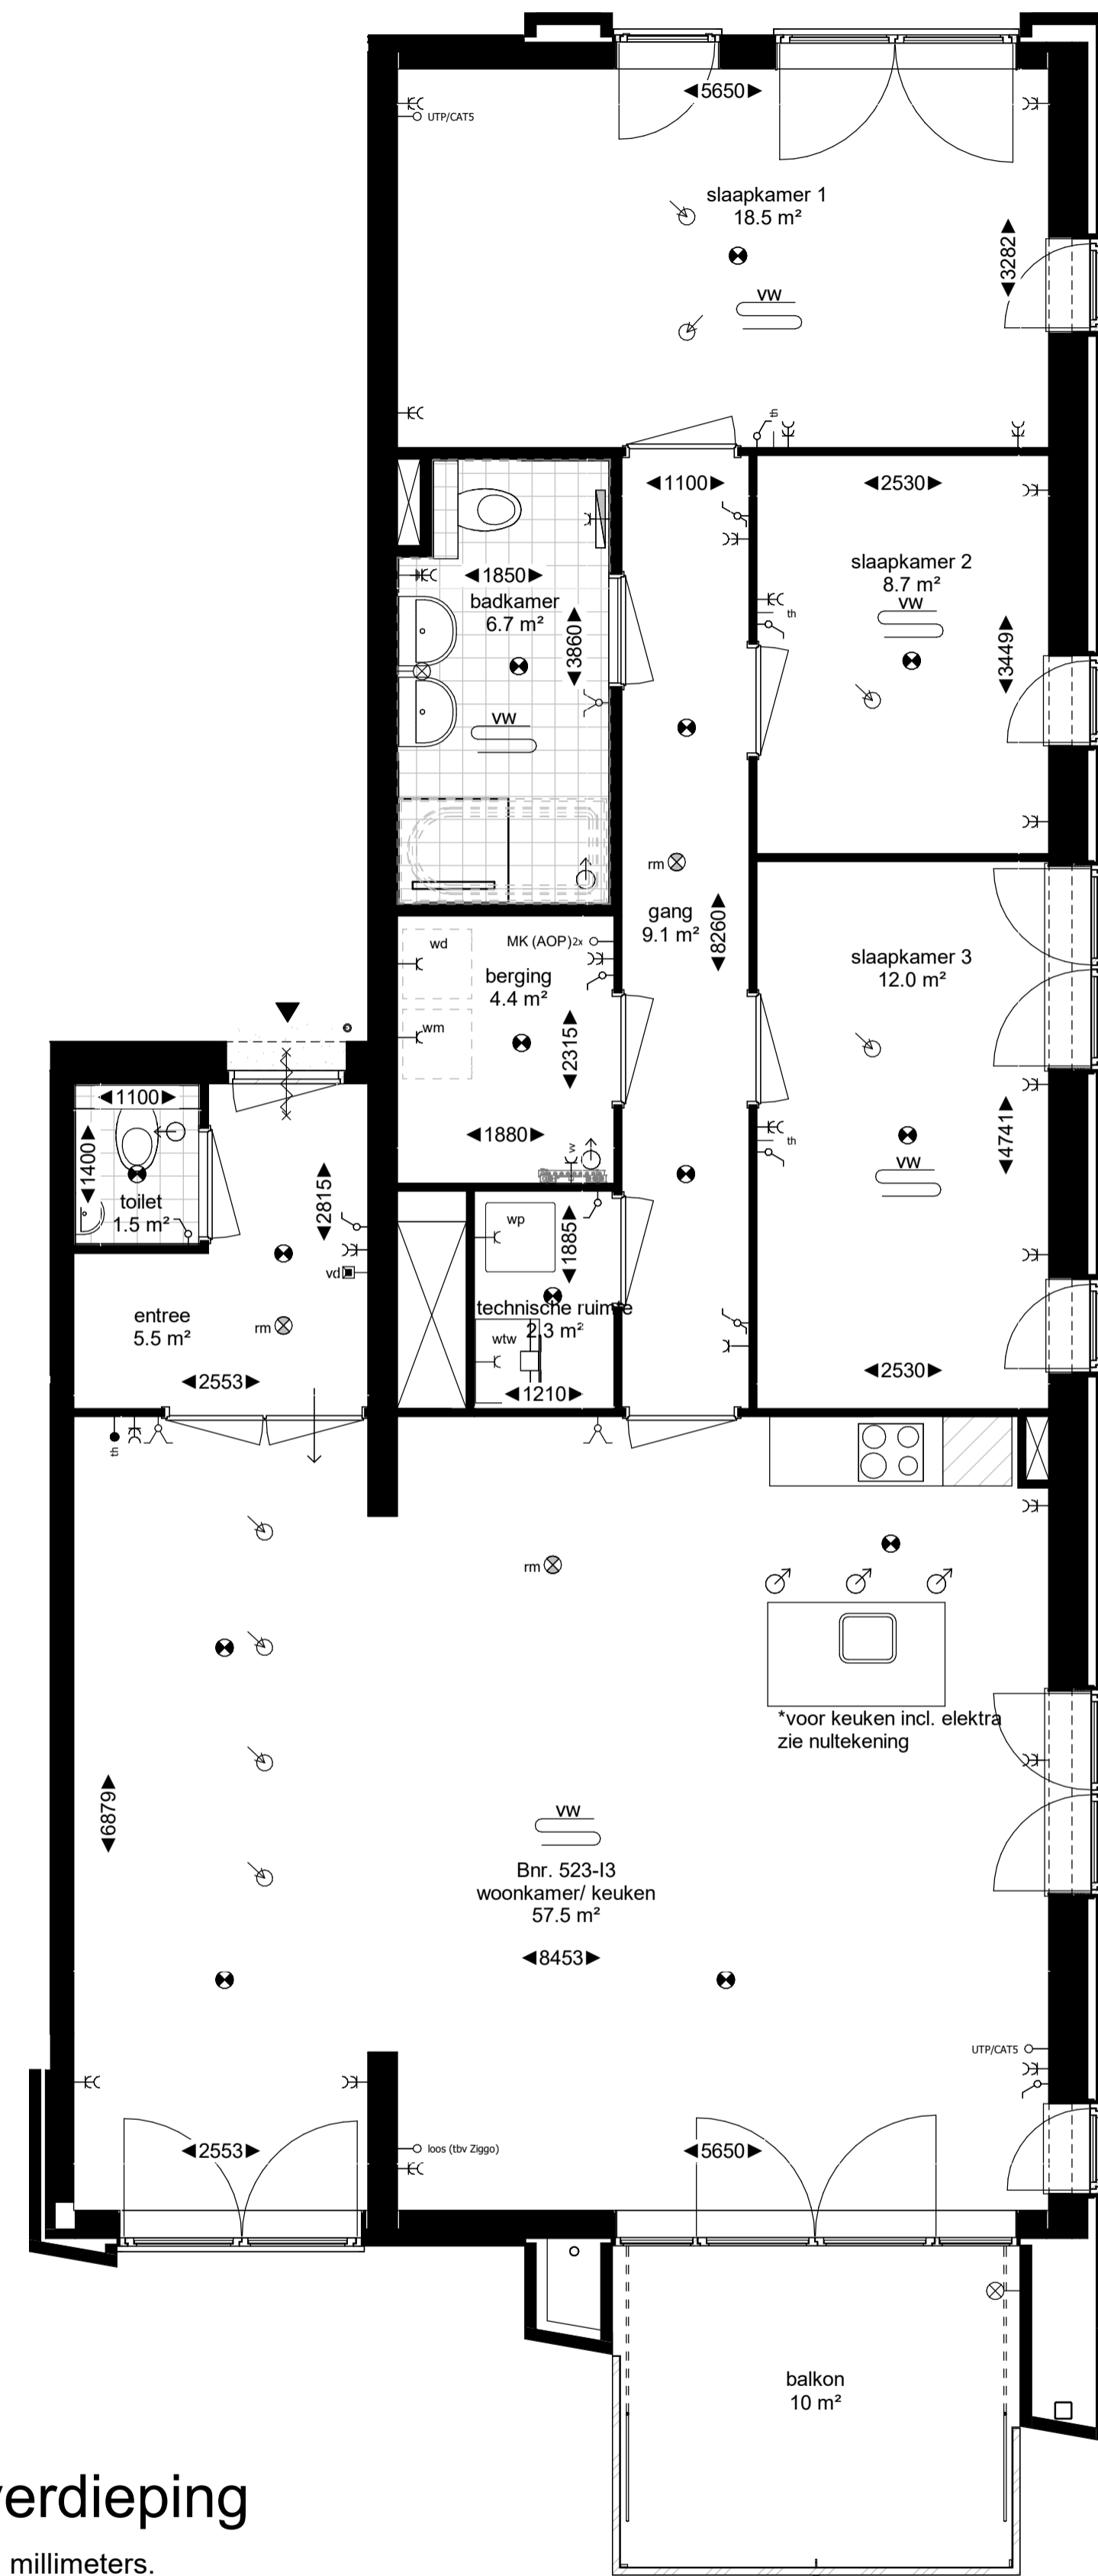 5650
UTP/CAT5
slaapkamer 1
18.5 m²
3282
vw
th
1100
2530
slaapkamer 2
8.7 m²
vw
1850
badkamer
6.7 m²
3860
th
3449
vw
rm
gang
9.1 m²
8260
wd
MK (AOP) 2x
berging
4.4 m²
slaapkamer 3
12.0 m²
wm
2315
1880
1100
1400
toilet
1.5 m²
2815
vd
entree
5.5 m²
rm
2553
wp
1885
technische ruimte
2.3 m²
wtw
1210
th
4741
vw
2530
th
rm
*voor keuken incl. elektra
zie nultekening
6879
vw
Bnr. 523-I3
woonkamer/ keuken
57.5 m²
8453
UTP/CAT5
2553
loos (tbv Ziggo)
5650
balkon
10 m²
verdieping
millimeters.